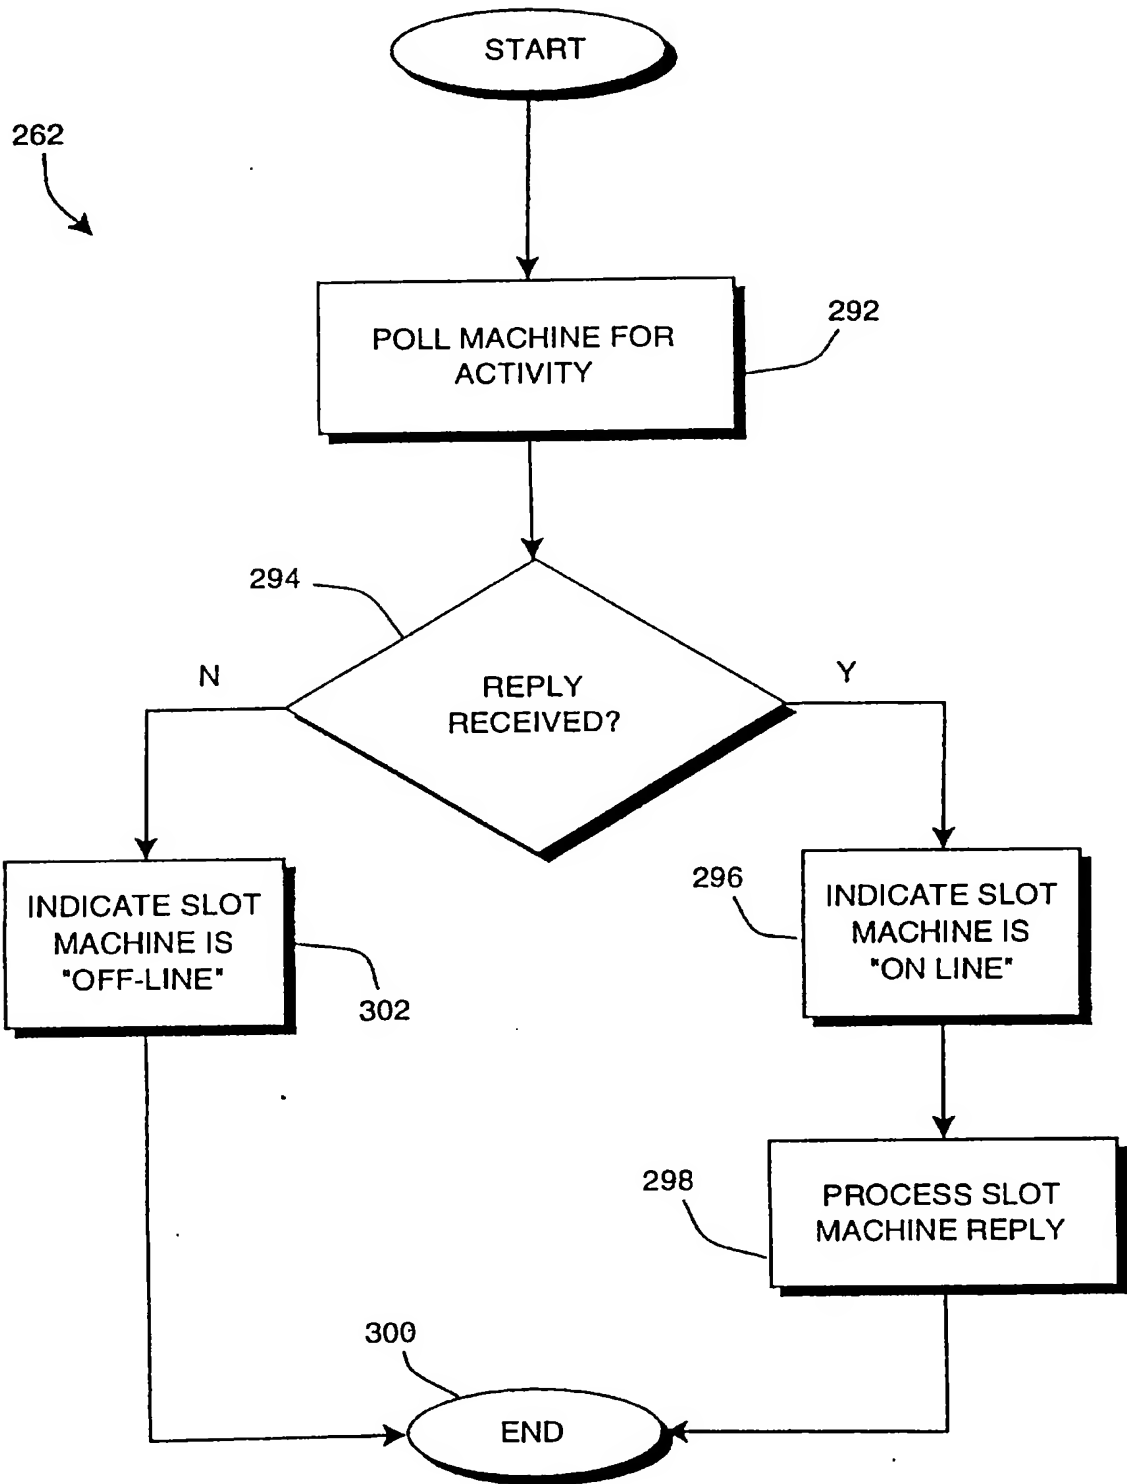 START
262
POLL MACHINE FOR
ACTIVITY
292
294
N
REPLY
RECEIVED?
Y
INDICATE SLOT
MACHINE IS
"OFF-LINE"
302
296
INDICATE SLOT
MACHINE IS
"ON LINE"
298
PROCESS SLOT
MACHINE REPLY
300
END